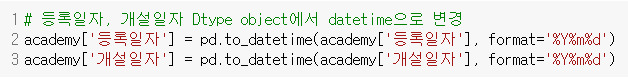 1 # 등록일자, 개설일자 Dtype object에서 datetime으로 변경
2 academy['등록일자'] = pd.to_datetime(academy['등록일자'], format='%Y%m%d')
3 academy['개설일자'] = pd.to_datetime(academy['개설일자'], format='%Y%m%d')